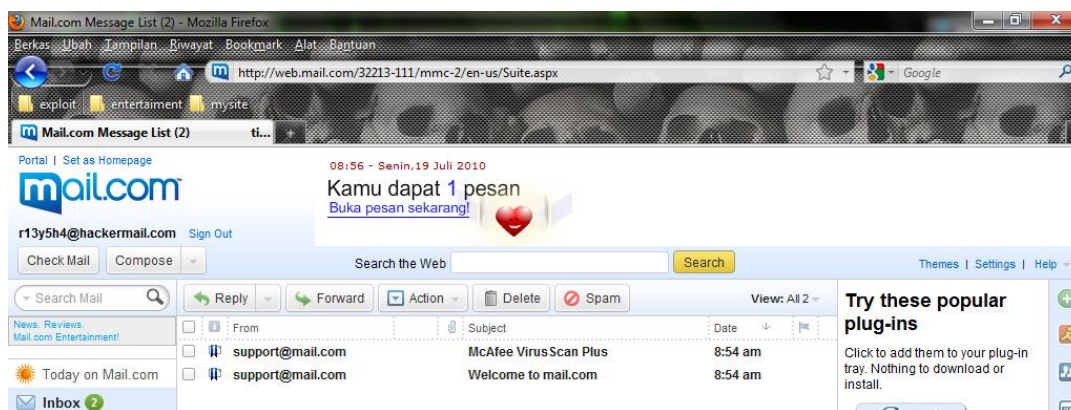 Mail.com Message List (2) - Mozilla Firefox
Berkas Ubah Tampilan Riwayat Bookmark Alat Bantuan
http://web.mail.com/32213-111/mmc-2/en-us/Suite.aspx Google
exploit entertaiment mysite
Mail.com Message List (2) ti... +
Portal | Set as Homepage
mail.com
08:56 - Senin,19 Juli 2010
Kamu dapat 1 pesan
Buka pesan sekarang!
r13y5h4@hackermail.com Sign Out
Check Mail Compose Search the Web Search Themes | Settings | Help
Search Mail Reply Forward Action Delete Spam View: All 2
News. Reviews.
Mail.com Entertainment!
From Subject Date
support@mail.com McAfee VirusScan Plus 8:54 am
support@mail.com Welcome to mail.com 8:54 am
Today on Mail.com
Inbox 2
Try these popular
plug-ins
Click to add them to your plug-in
tray. Nothing to download or
install.